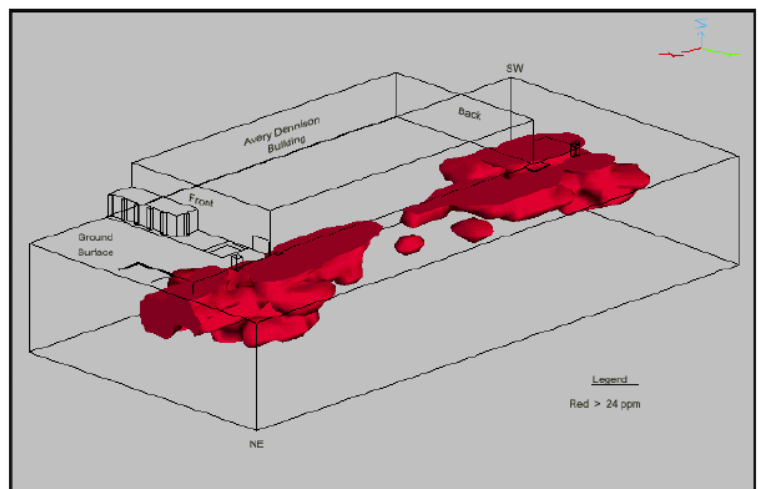 SW
Back
Avery Dennison
Building
Front
Ground
Surface
Legend
Red > 24 ppm
NE